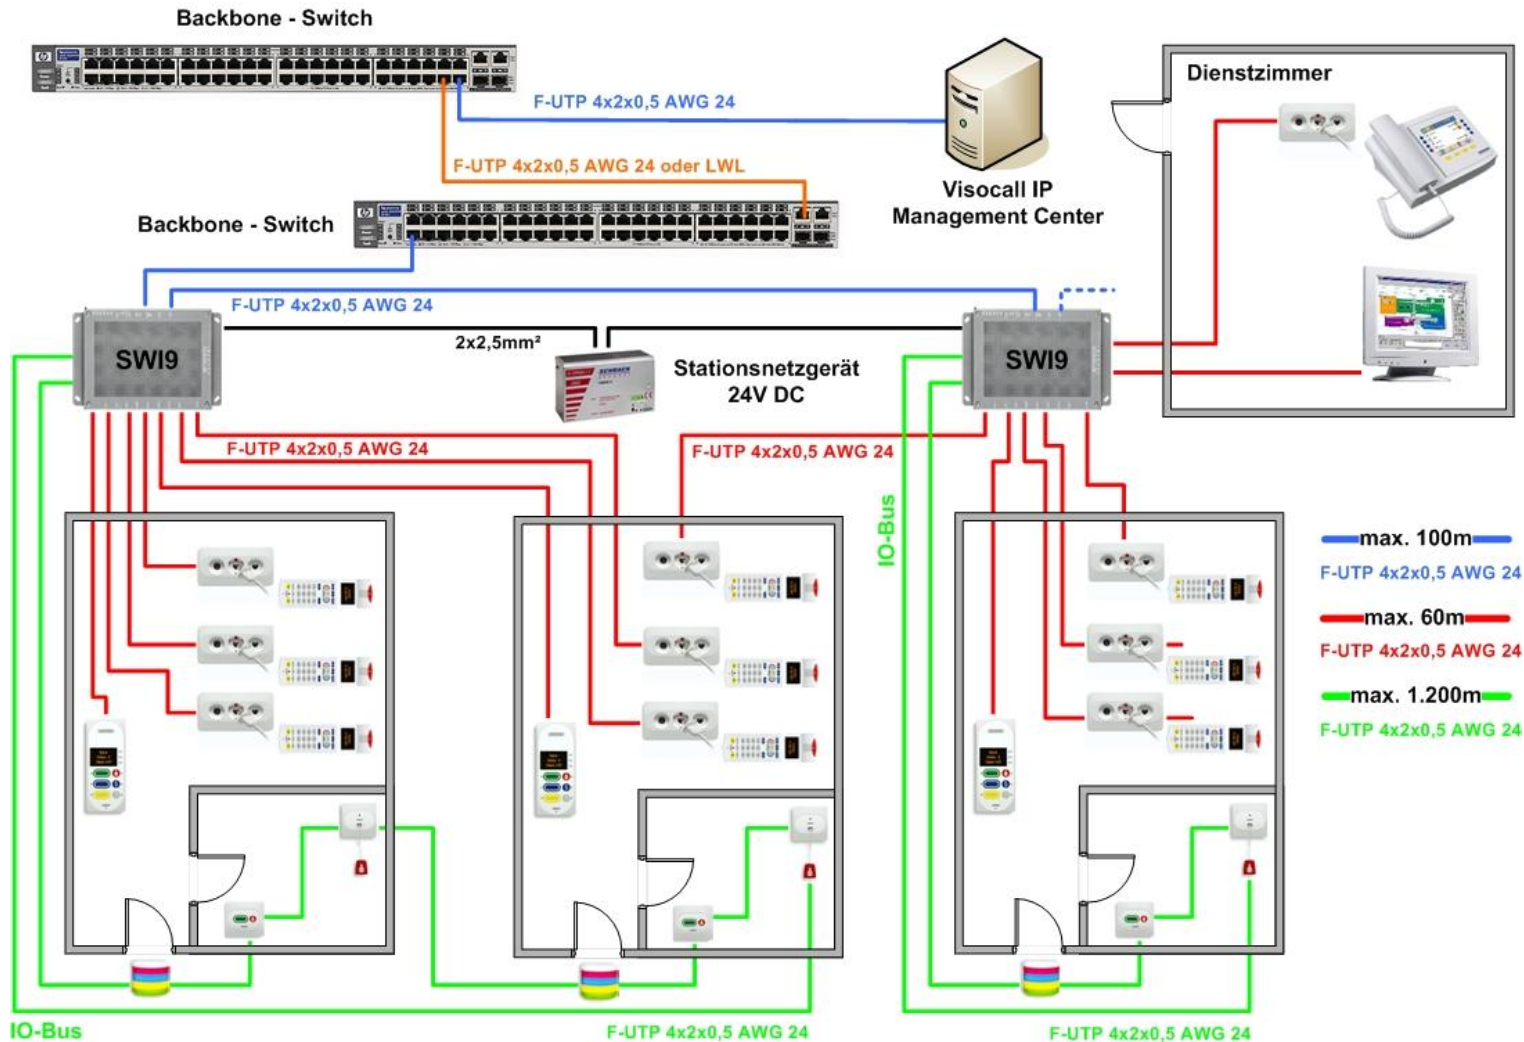 Backbone - Switch
F-UTP 4x2x0,5 AWG 24
Dienstzimmer
F-UTP 4x2x0,5 AWG 24 oder LWL
Visocall IP
Management Center
Backbone - Switch
F-UTP 4x2x0,5 AWG 24
2x2,5mm²
SWI9
Stationsnetzgerät
24V DC
SCHRACK
SWI9
F-UTP 4x2x0,5 AWG 24
F-UTP 4x2x0,5 AWG 24
IO-Bus
max. 100m
F-UTP 4x2x0,5 AWG 24
max. 60m
F-UTP 4x2x0,5 AWG 24
max. 1.200m
F-UTP 4x2x0,5 AWG 24
IO-Bus
F-UTP 4x2x0,5 AWG 24
F-UTP 4x2x0,5 AWG 24